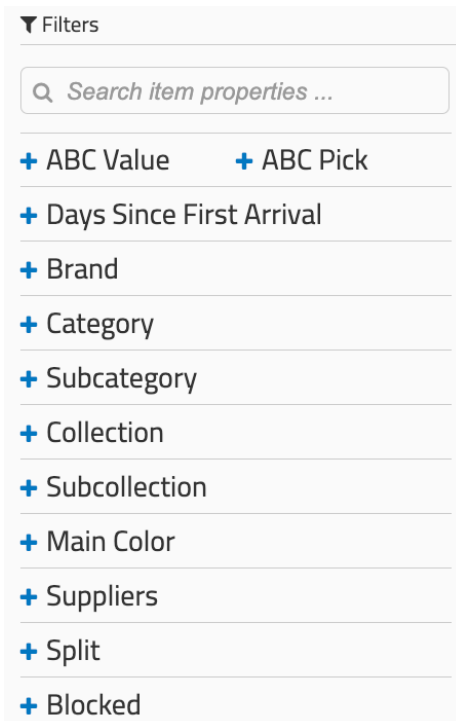 Filters
Search item properties ...
+ ABC Value + ABC Pick
+ Days Since First Arrival
+ Brand
+ Category
+ Subcategory
+ Collection
+ Subcollection
+ Main Color
+ Suppliers
+ Split
+ Blocked